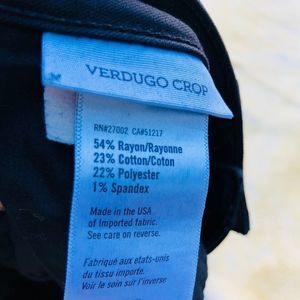 VERDUGO CROP
RN#27002 CA#51217
54% Rayon/Rayonne
23% Cotton/Coton
22% Polyester
1% Spandex
Made in the USA
of Imported fabric.
See care on reverse.
Fabriqué aux etats-unis
du tissu importe.
Voir le soin sur l'inverse